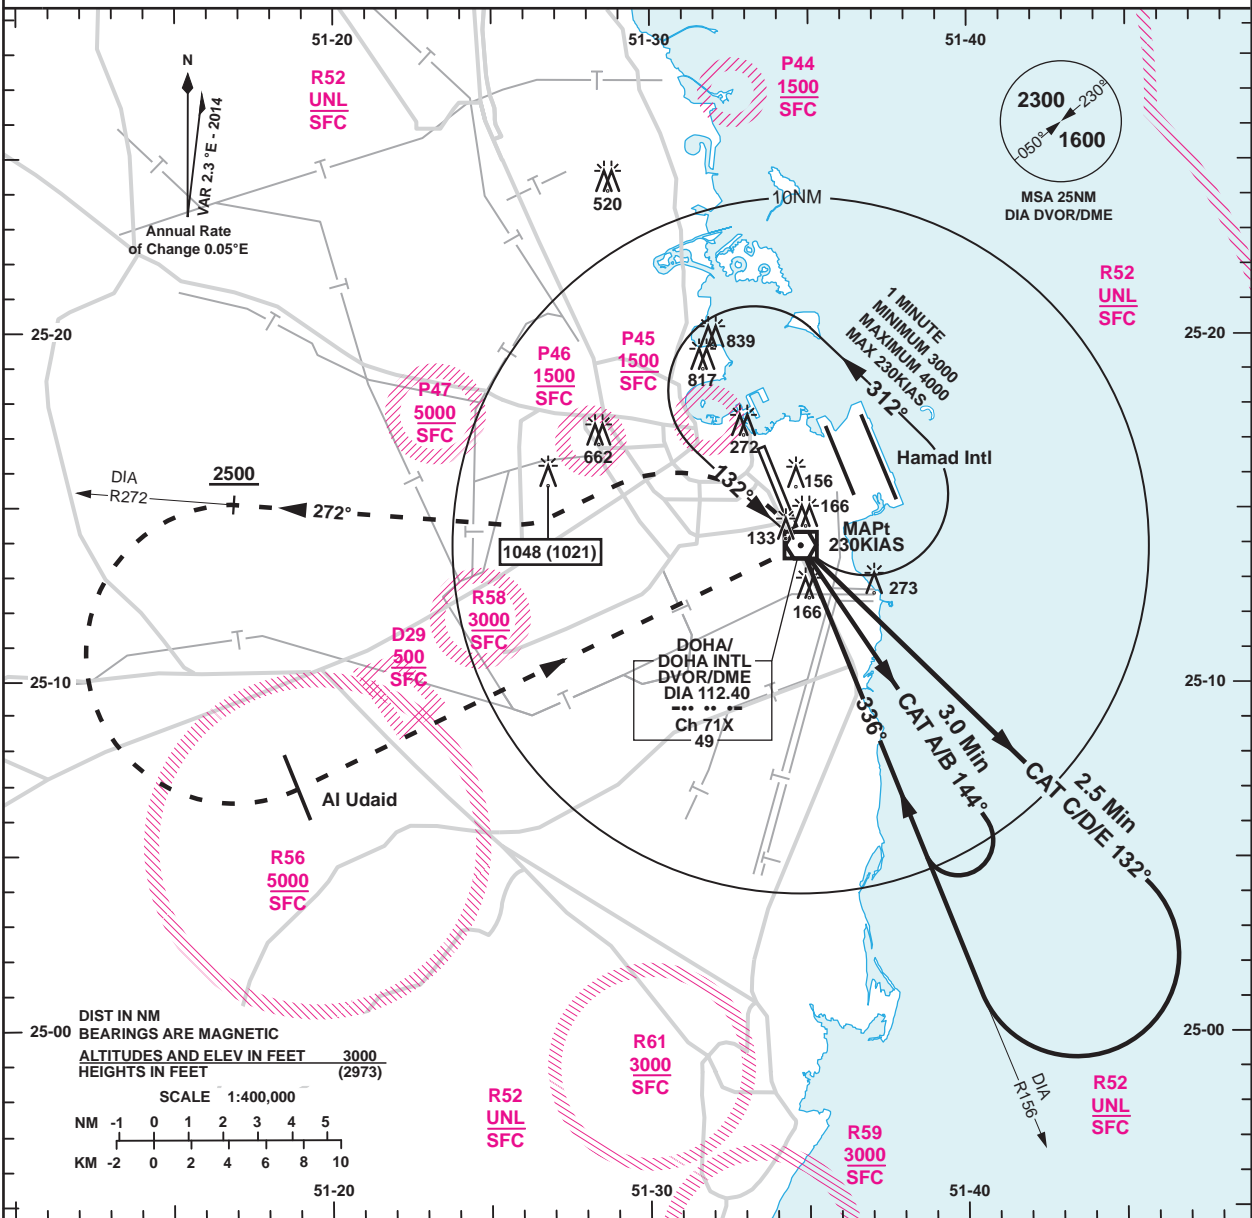 51-20
51-30
51-40
N
VAR 2.3 °E - 2014
Annual Rate
of Change 0.05°E
R52
UNL
SFC
P44
1500
SFC
2300
230°
050°
1600
MSA 25NM
DIA DVOR/DME
520
10NM
R52
UNL
SFC
25-20
25-20
1 MINUTE
MINIMUM 3000
MAXIMUM 4000
MAX 230KIAS
312°
839
817
P45
1500
SFC
P46
1500
SFC
P47
5000
SFC
662
272
Hamad Intl
132°
156
166
133
MAPt
230KIAS
DIA
R272
2500
272°
1048 (1021)
273
166
R58
3000
SFC
D29
500
SFC
DOHA/
DOHA INTL
DVOR/DME
DIA 112.40
Ch 71X
49
25-10
25-10
336°
3.0 Min
CAT A/B 144°
2.5 Min
CAT C/D/E 132°
Al Udaid
R56
5000
SFC
25-00
25-00
DIST IN NM
BEARINGS ARE MAGNETIC
ALTITUDES AND ELEV IN FEET 3000
HEIGHTS IN FEET (2973)
SCALE 1:400,000
NM -1 0 1 2 3 4 5
KM -2 0 2 4 6 8 10
R61
3000
SFC
R52
UNL
SFC
R59
3000
SFC
DIA
R156
R52
UNL
SFC
51-20
51-30
51-40